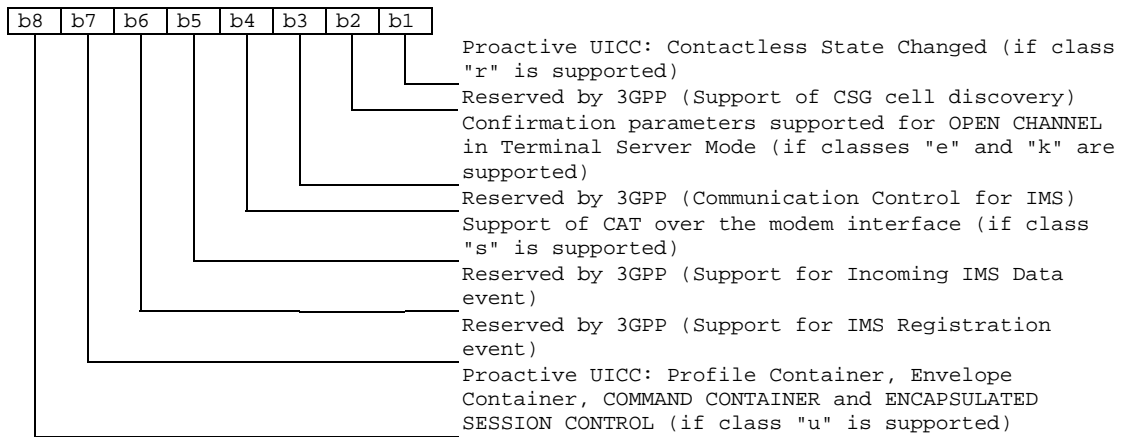 b8 b7 b6 b5 b4 b3 b2 b1
Proactive UICC: Contactless State Changed (if class
"r" is supported)
Reserved by 3GPP (Support of CSG cell discovery)
Confirmation parameters supported for OPEN CHANNEL
in Terminal Server Mode (if classes "e" and "k" are
supported)
Reserved by 3GPP (Communication Control for IMS)
Support of CAT over the modem interface (if class
"s" is supported)
Reserved by 3GPP (Support for Incoming IMS Data
event)
Reserved by 3GPP (Support for IMS Registration
event)
Proactive UICC: Profile Container, Envelope
Container, COMMAND CONTAINER and ENCAPSULATED
SESSION CONTROL (if class "u" is supported)